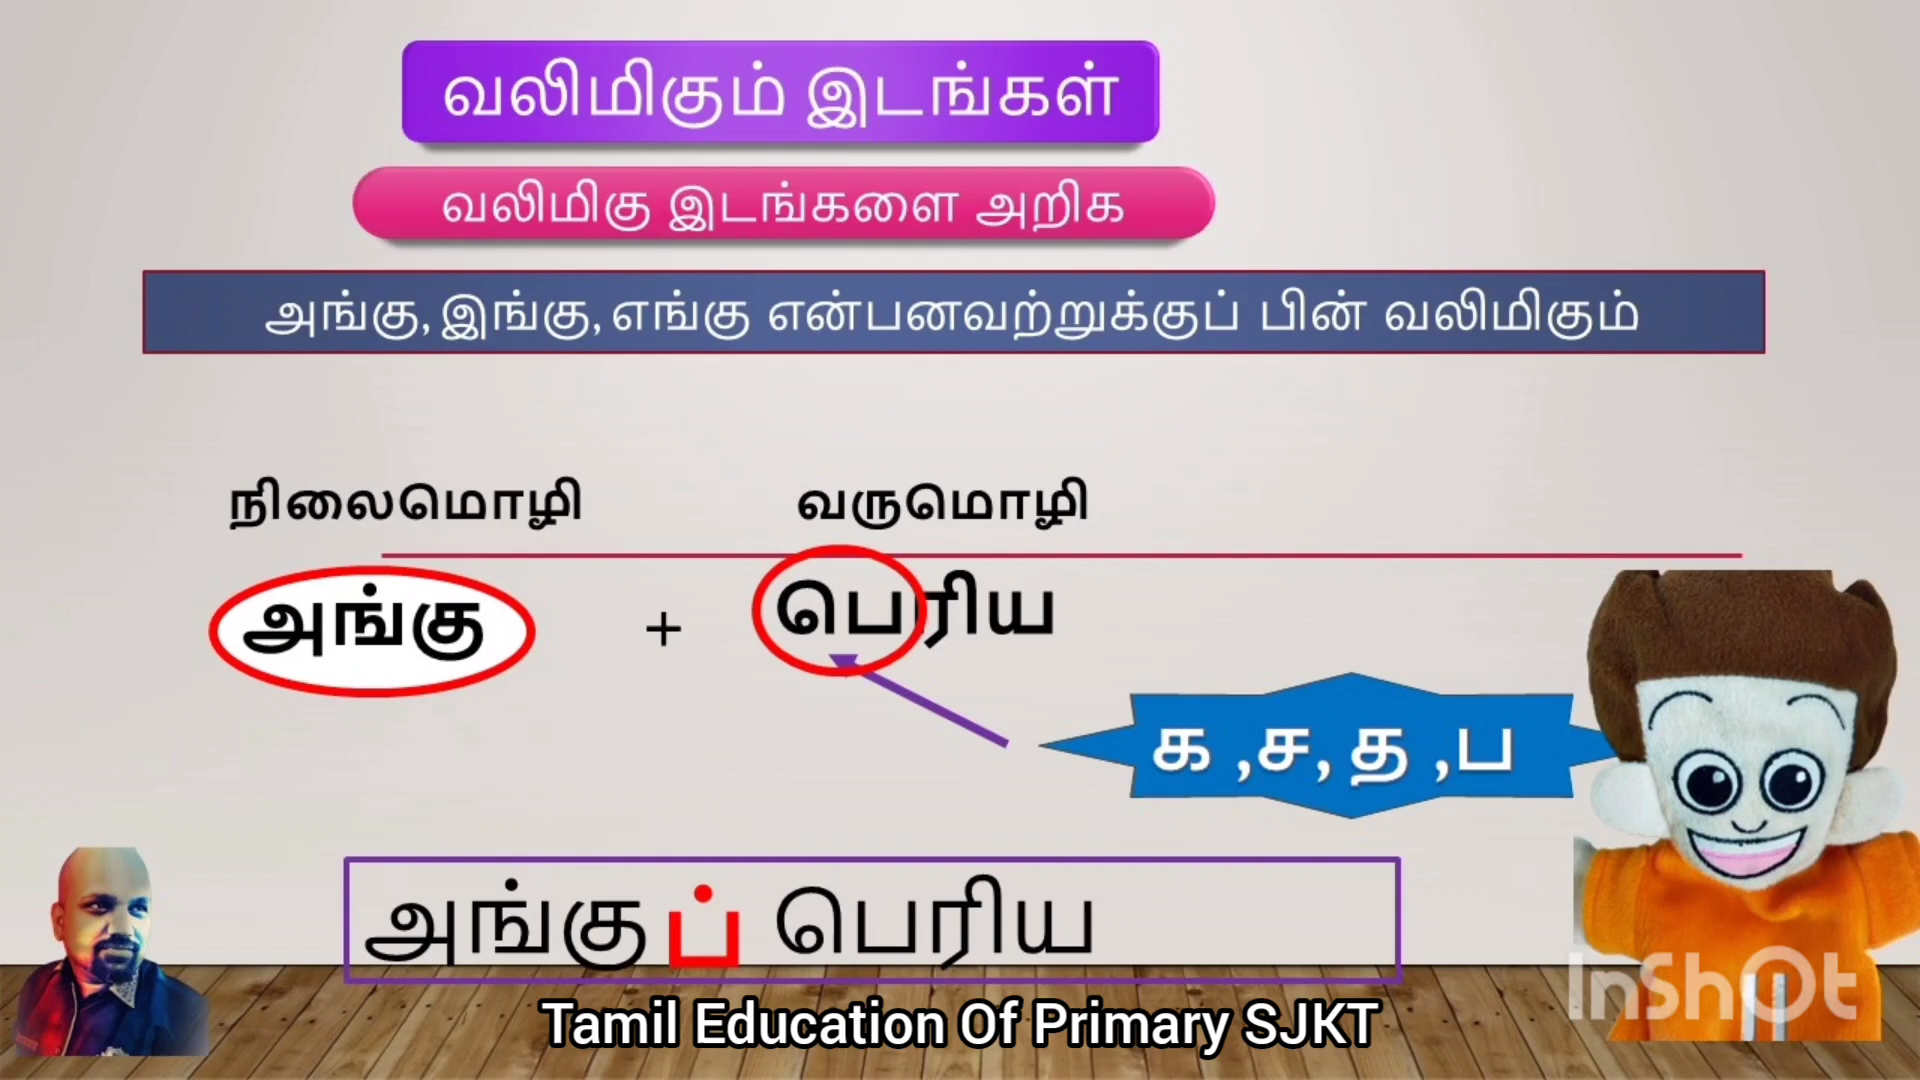 வலிமிகும் இடங்கள்
வலிமிகு இடங்களை அறிக
அங்கு, இங்கு, எங்கு என்பனவற்றுக்குப் பின் வலிமிகும்
நிலைமொழி வருமொழி
அங்கு + பெரிய
க ,ச, த ,ப
அங்குப் பெரிய
Tamil Education Of Primary SJKT
InShOt